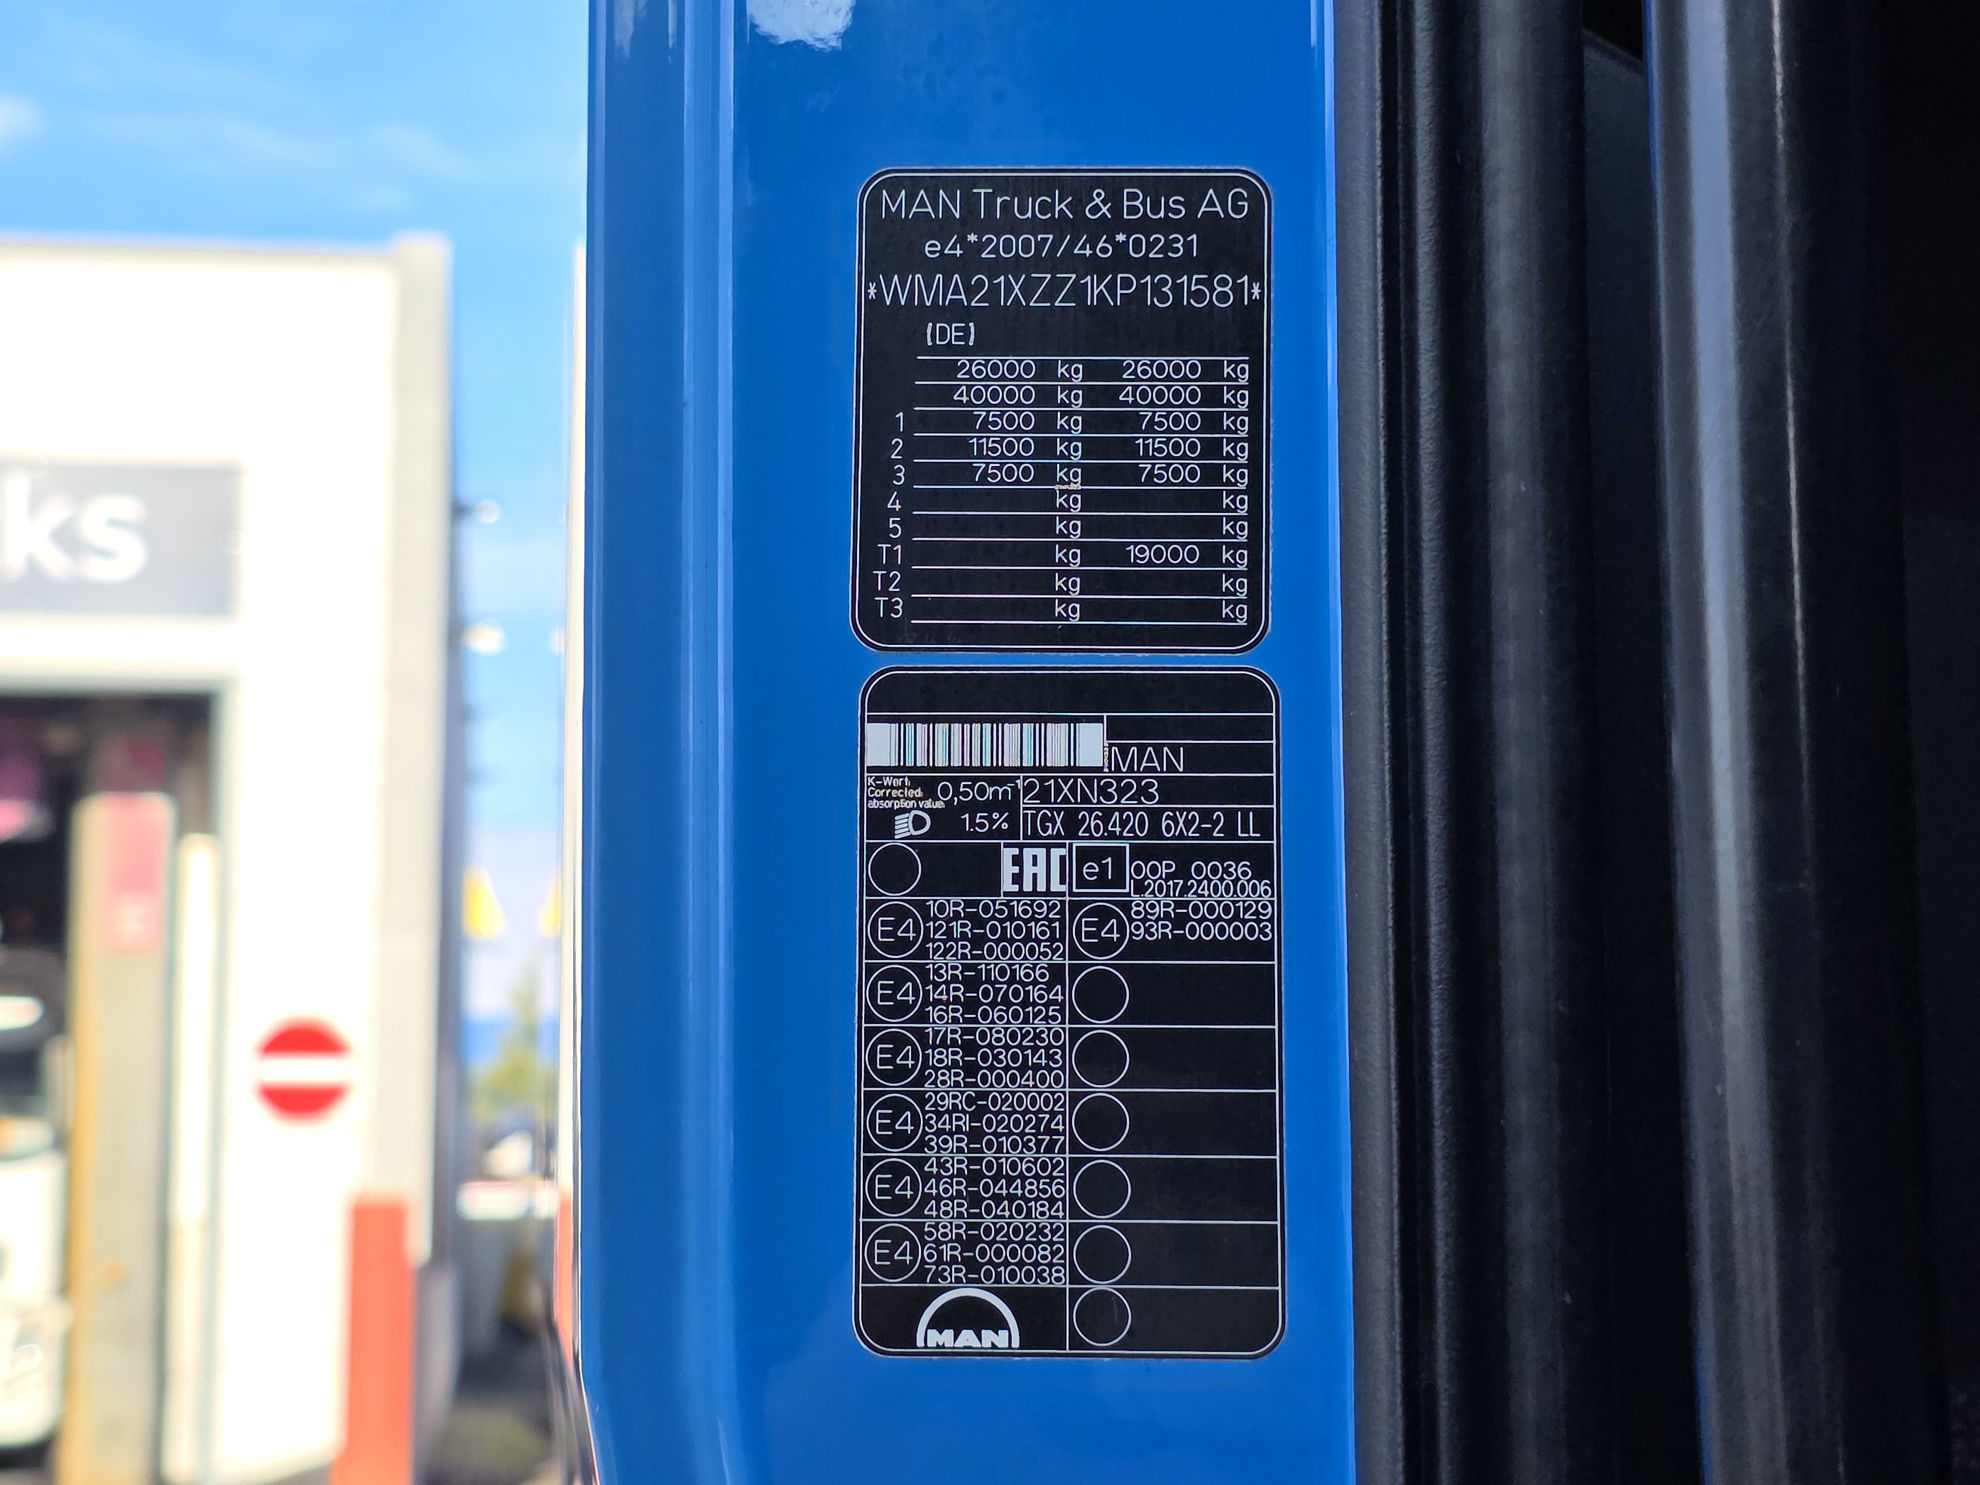 ks
MAN Truck & Bus AG
e4*2007/46*0231
*WMA21XZZ1KP131581*
(DE)
26000 kg 26000 kg
40000 kg 40000 kg
1 7500 kg 7500 kg
2 11500 kg 11500 kg
3 7500 kg 7500 kg
4 kg kg
5 kg kg
T1 kg 19000 kg
T2 kg kg
T3 kg kg
MAN
K-Wert:
Corrected
absorption value:
0,50m⁻¹
21XN323
1.5% TGX 26.420 6X2-2 LL
EAC e1 00P 0036
L.2017.2400.006
E4
10R-051692
121R-010161
122R-000052
E4
89R-000129
93R-000003
E4
13R-110166
14R-070164
16R-060125
E4
17R-080230
18R-030143
28R-000400
E4
29RC-020002
34RI-020274
39R-010377
E4
43R-010602
46R-044856
48R-040184
E4
58R-020232
61R-000082
73R-010038
MAN